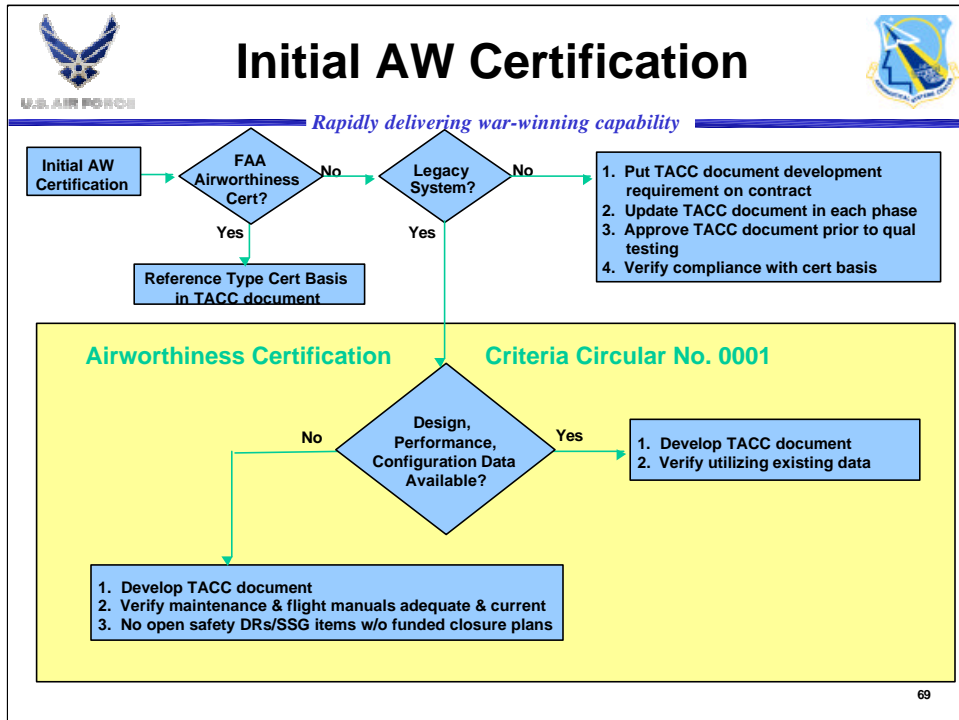 Initial AW Certification
U.S. AIR FORCE
Rapidly delivering war-winning capability
Initial AW
Certification
FAA
Airworthiness
Cert?
No
Legacy
System?
No
1. Put TACC document development
requirement on contract
2. Update TACC document in each phase
3. Approve TACC document prior to qual
testing
4. Verify compliance with cert basis
Yes
Yes
Reference Type Cert Basis
in TACC document
Airworthiness Certification
Criteria Circular No. 0001
Design,
Performance,
Configuration Data
Available?
No
Yes
1. Develop TACC document
2. Verify utilizing existing data
1. Develop TACC document
2. Verify maintenance & flight manuals adequate & current
3. No open safety DRs/SSG items w/o funded closure plans
69